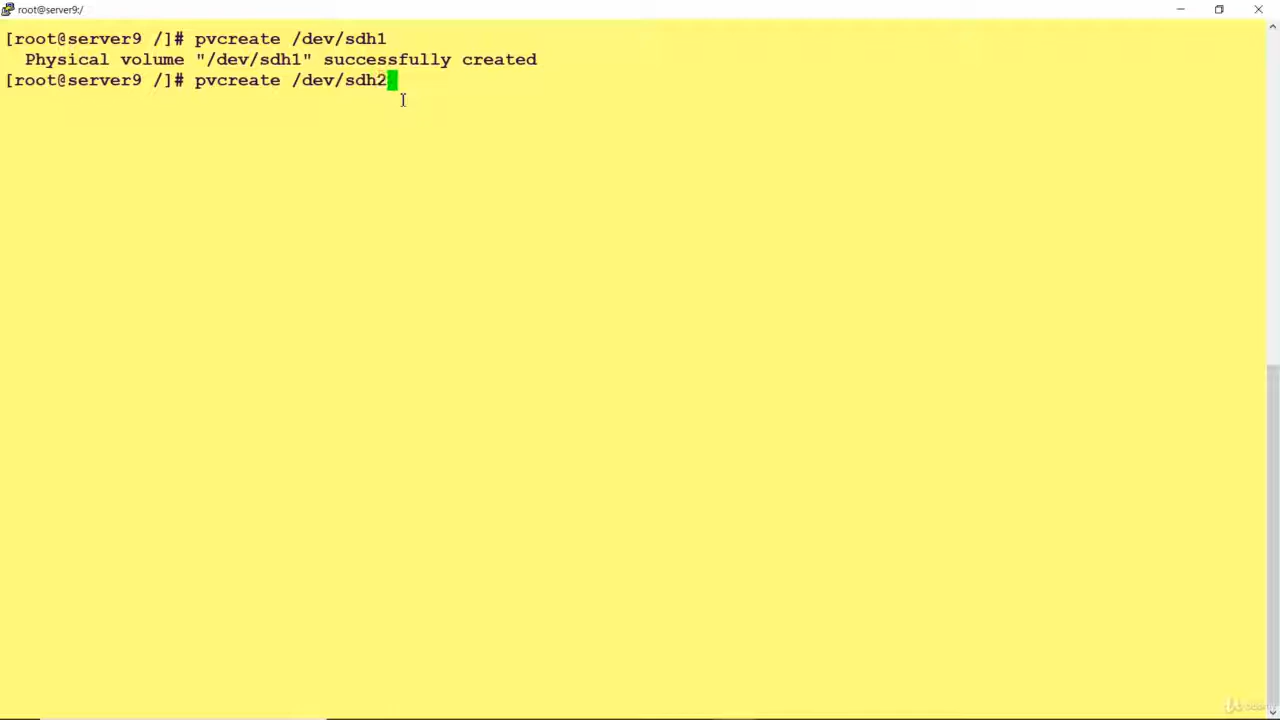 root@server9:/
[root@server9 /]# pvcreate /dev/sdh1
  Physical volume "/dev/sdh1" successfully created
[root@server9 /]# pvcreate /dev/sdh2